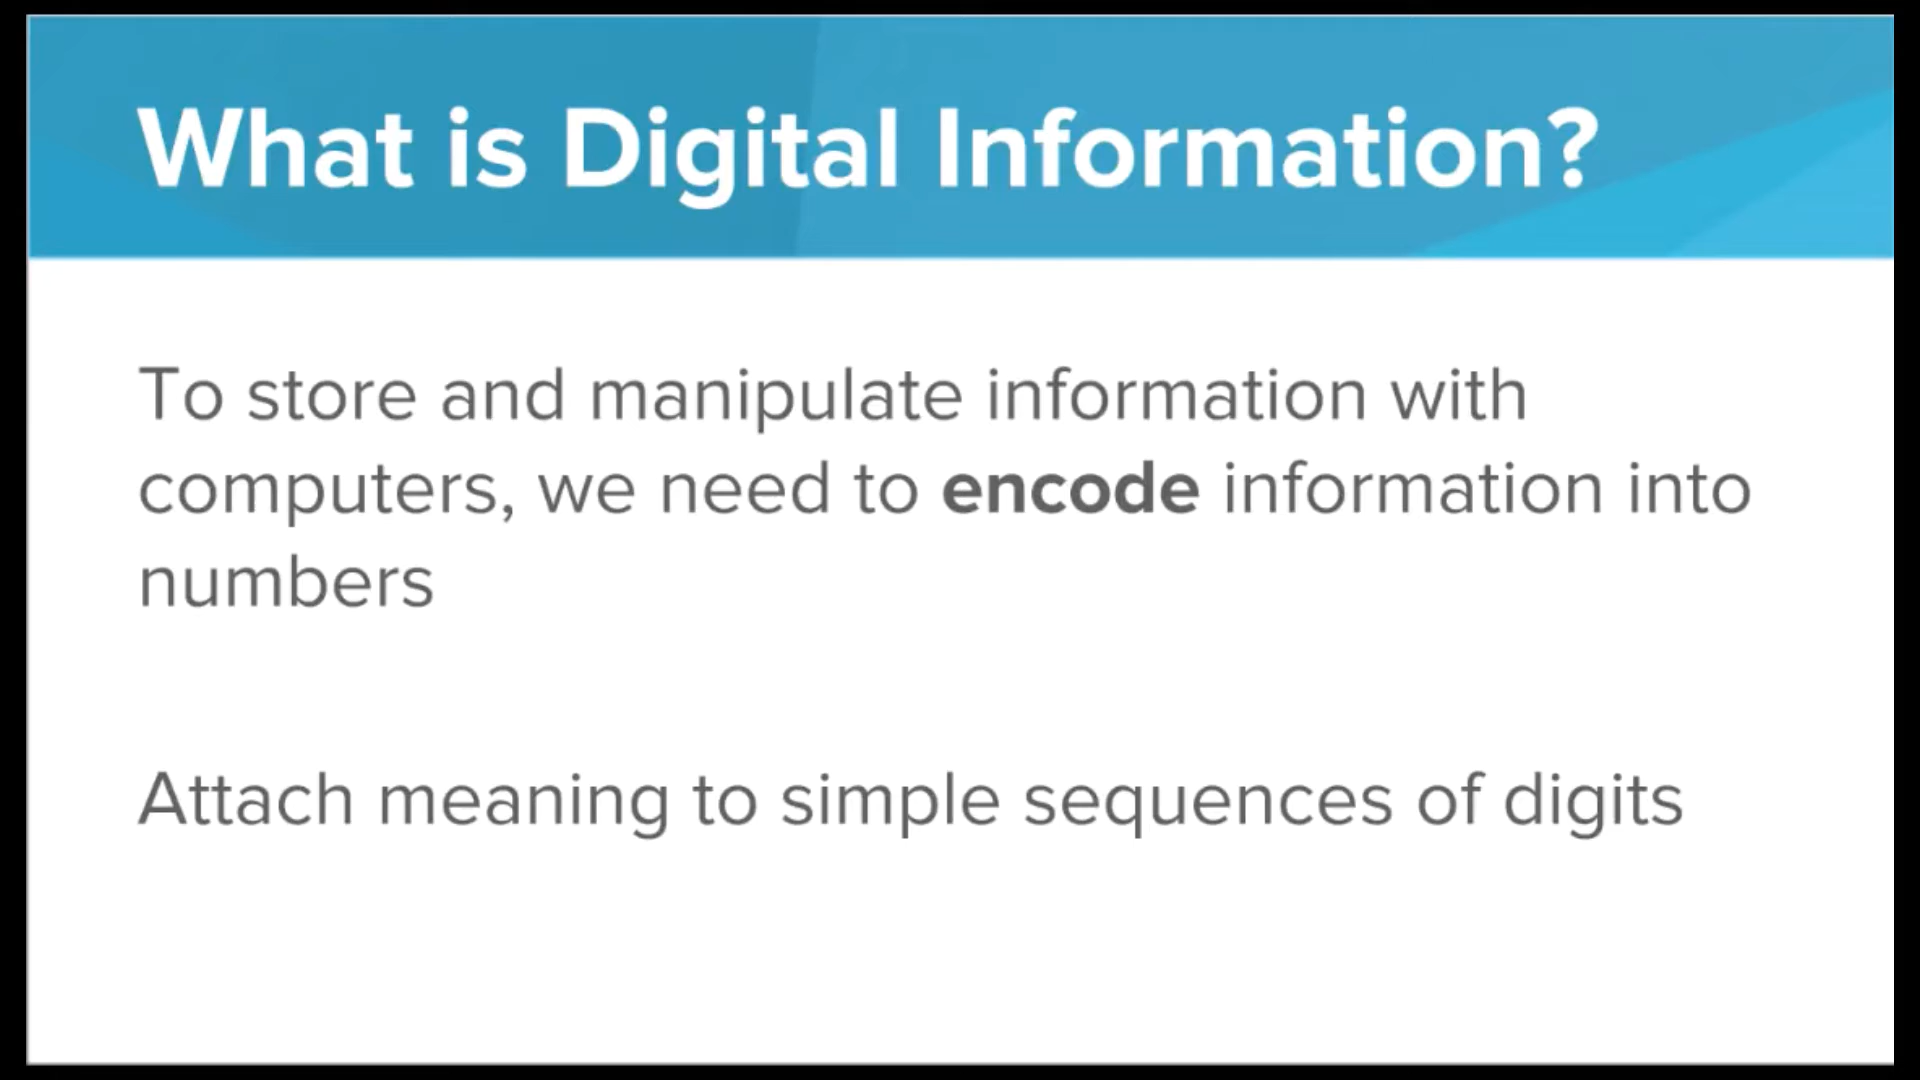 What is Digital Information?
To store and manipulate information with
computers, we need to encode information into
numbers
Attach meaning to simple sequences of digits